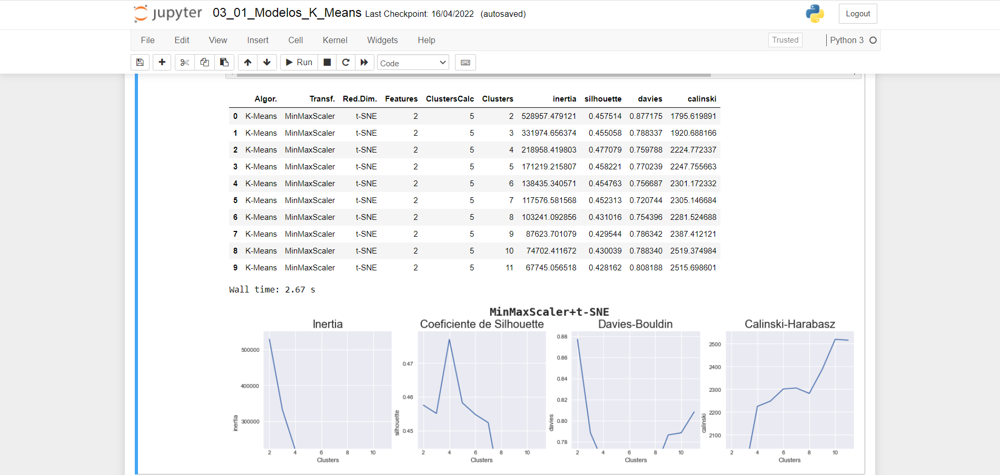 jupyter 03_01_Modelos_K_Means Last Checkpoint: 16/04/2022 (autosaved) Logout
File Edit View Insert Cell Kernel Widgets Help Trusted Python 3
Run Code
Algor. Transf. Red.Dim. Features ClustersCalc Clusters inertia silhouette davies calinski
0 K-Means MinMaxScaler t-SNE 2 5 2 528957.479121 0.457514 0.877175 1795.619891
1 K-Means MinMaxScaler t-SNE 2 5 3 331974.656374 0.455058 0.788337 1920.688166
2 K-Means MinMaxScaler t-SNE 2 5 4 218958.419803 0.477079 0.759788 2224.772337
3 K-Means MinMaxScaler t-SNE 2 5 5 171219.215807 0.458221 0.770239 2247.755663
4 K-Means MinMaxScaler t-SNE 2 5 6 138435.340571 0.454763 0.756687 2301.172332
5 K-Means MinMaxScaler t-SNE 2 5 7 117576.581568 0.452313 0.720744 2305.146684
6 K-Means MinMaxScaler t-SNE 2 5 8 103241.092856 0.431016 0.754396 2281.524688
7 K-Means MinMaxScaler t-SNE 2 5 9 87623.701079 0.429544 0.786342 2387.412121
8 K-Means MinMaxScaler t-SNE 2 5 10 74702.411672 0.430039 0.788340 2519.374984
9 K-Means MinMaxScaler t-SNE 2 5 11 67745.056518 0.428162 0.808188 2515.698601
Wall time: 2.67 s
MinMaxScaler+t-SNE
Inertia
500000
400000
300000
inertia
2 4 6 8 10
Clusters
Coeficiente de Silhouette
0.47
0.46
0.45
silhouette
2 4 6 8 10
Clusters
Davies-Bouldin
0.88
0.86
0.84
0.82
0.80
0.78
davies
2 4 6 8 10
Clusters
Calinski-Harabasz
2500
2400
2300
2200
2100
calinski
2 4 6 8 10
Clusters